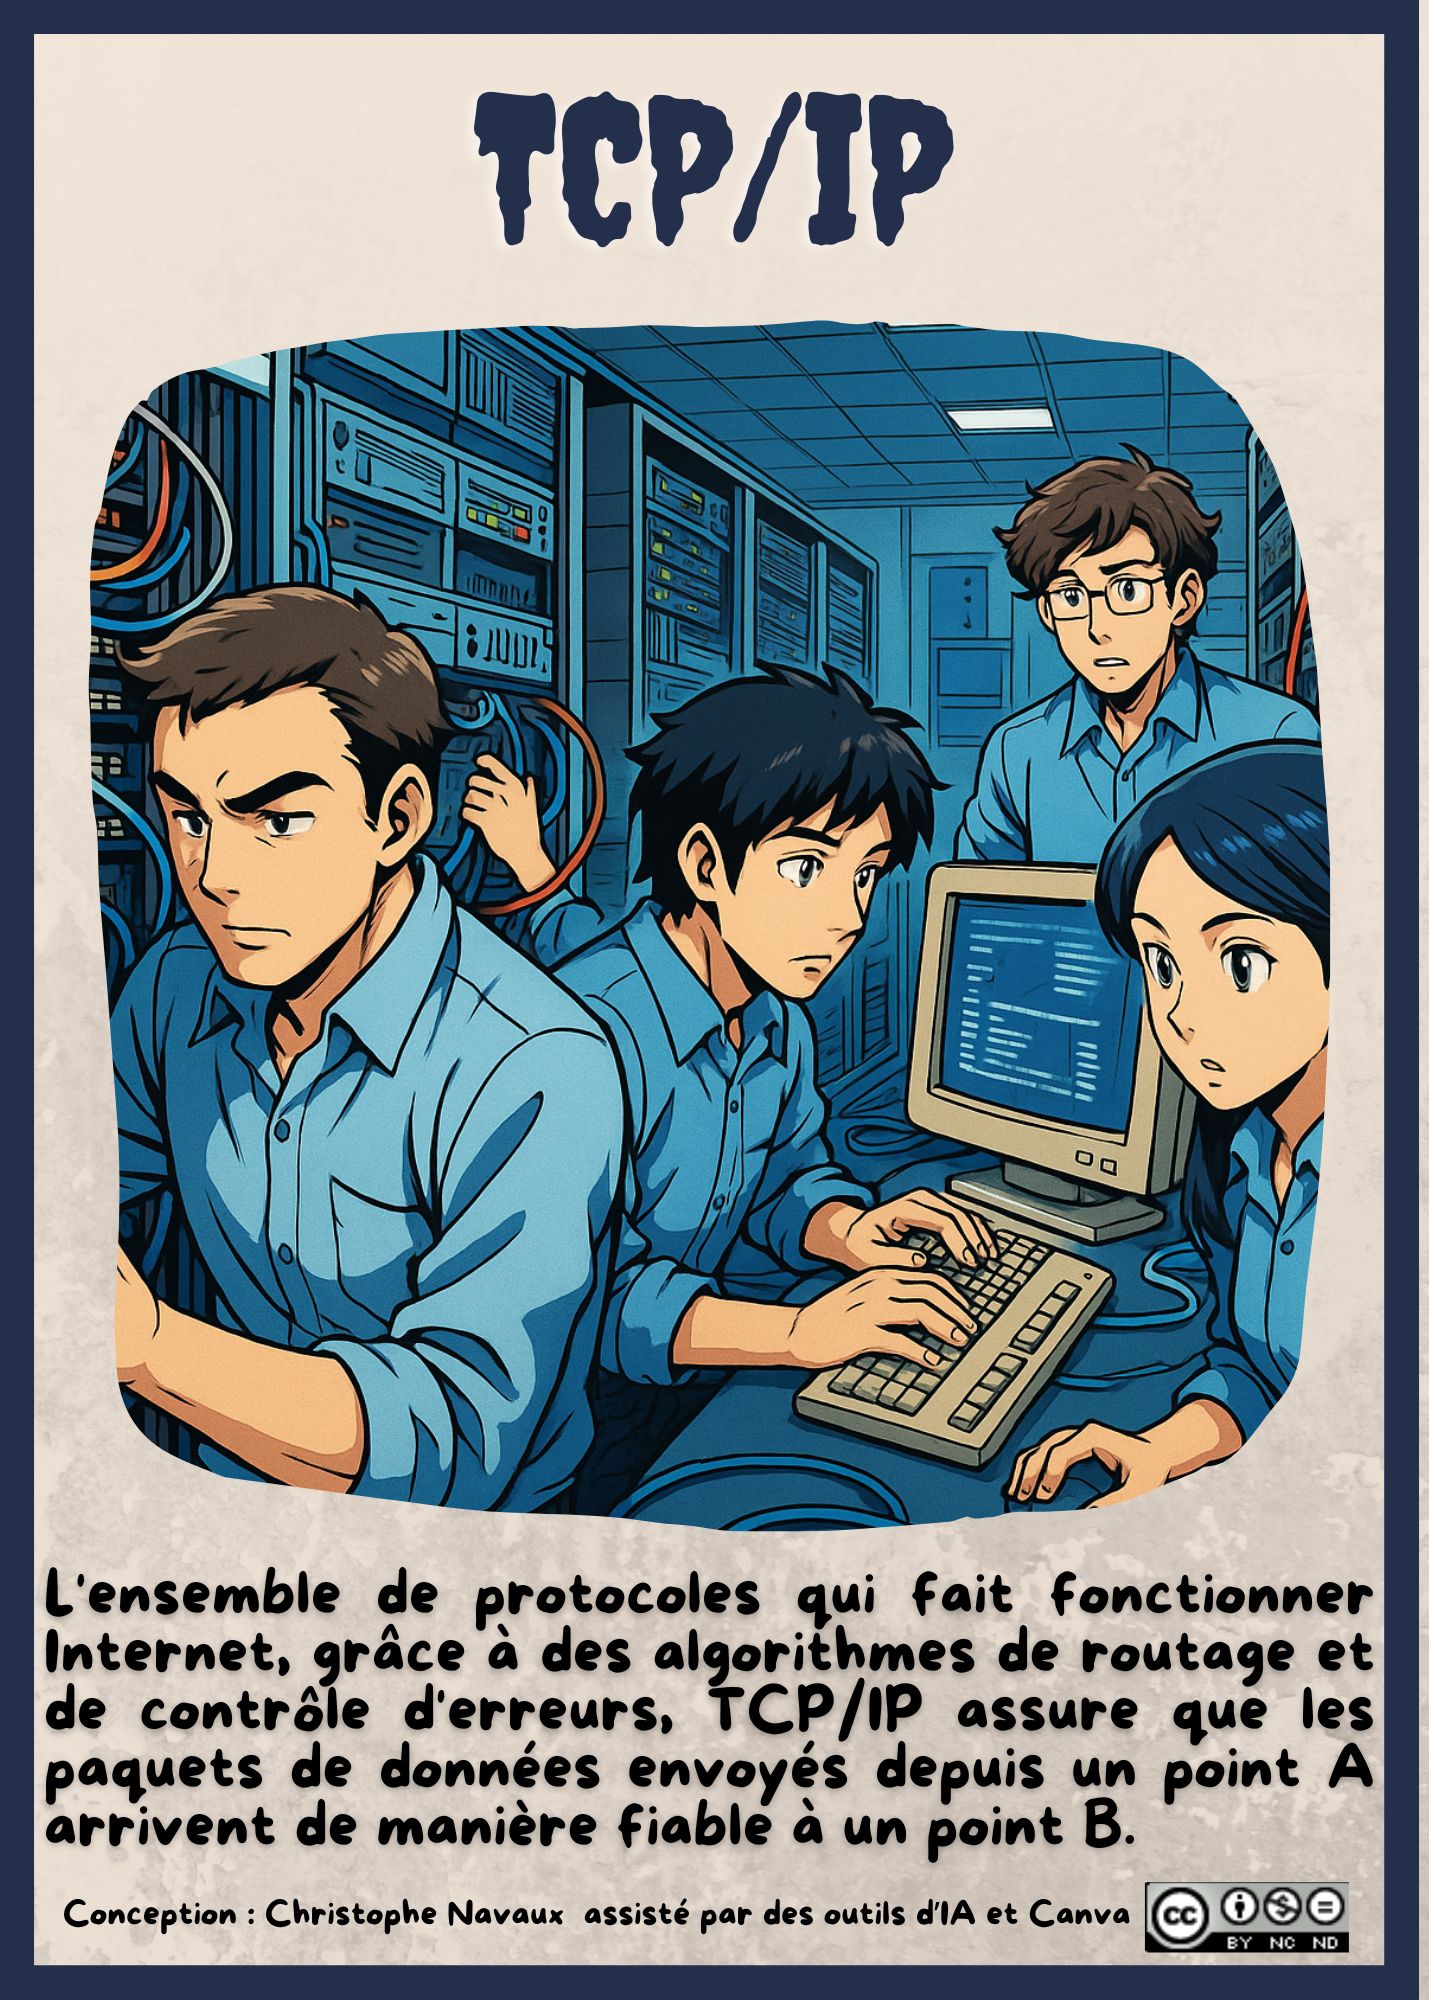 TCP/IP
L'ensemble de protocoles qui fait fonctionner
Internet, grâce à des algorithmes de routage et
de contrôle d'erreurs, TCP/IP assure que les
paquets de données envoyés depuis un point A
arrivent de manière fiable à un point B.
Conception : Christophe Navaux assisté par des outils d'IA et Canva
cc
BY NC ND